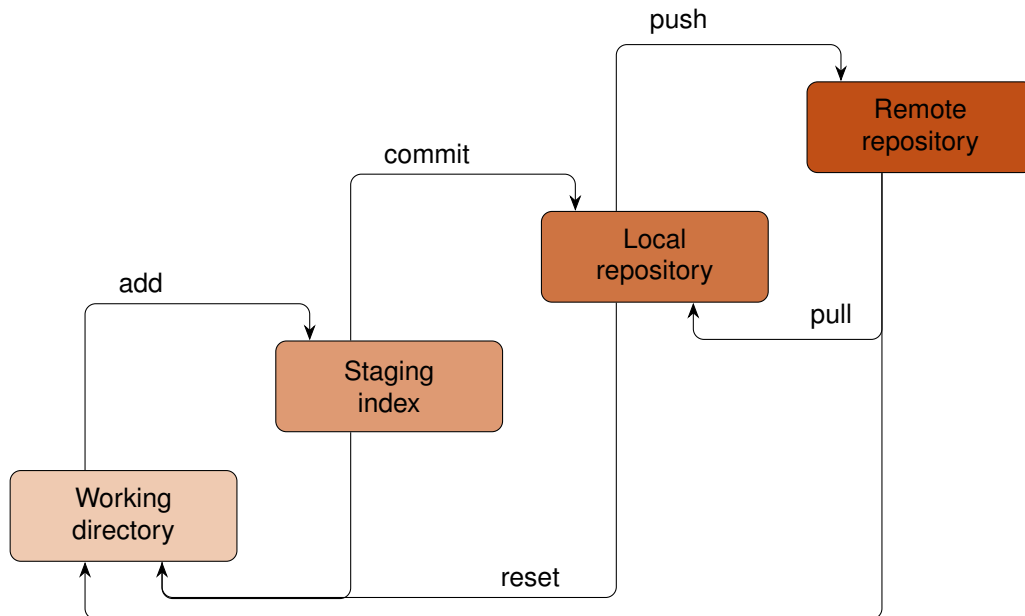 push
Remote
repository
commit
Local
repository
add
pull
Staging
index
Working
directory
reset